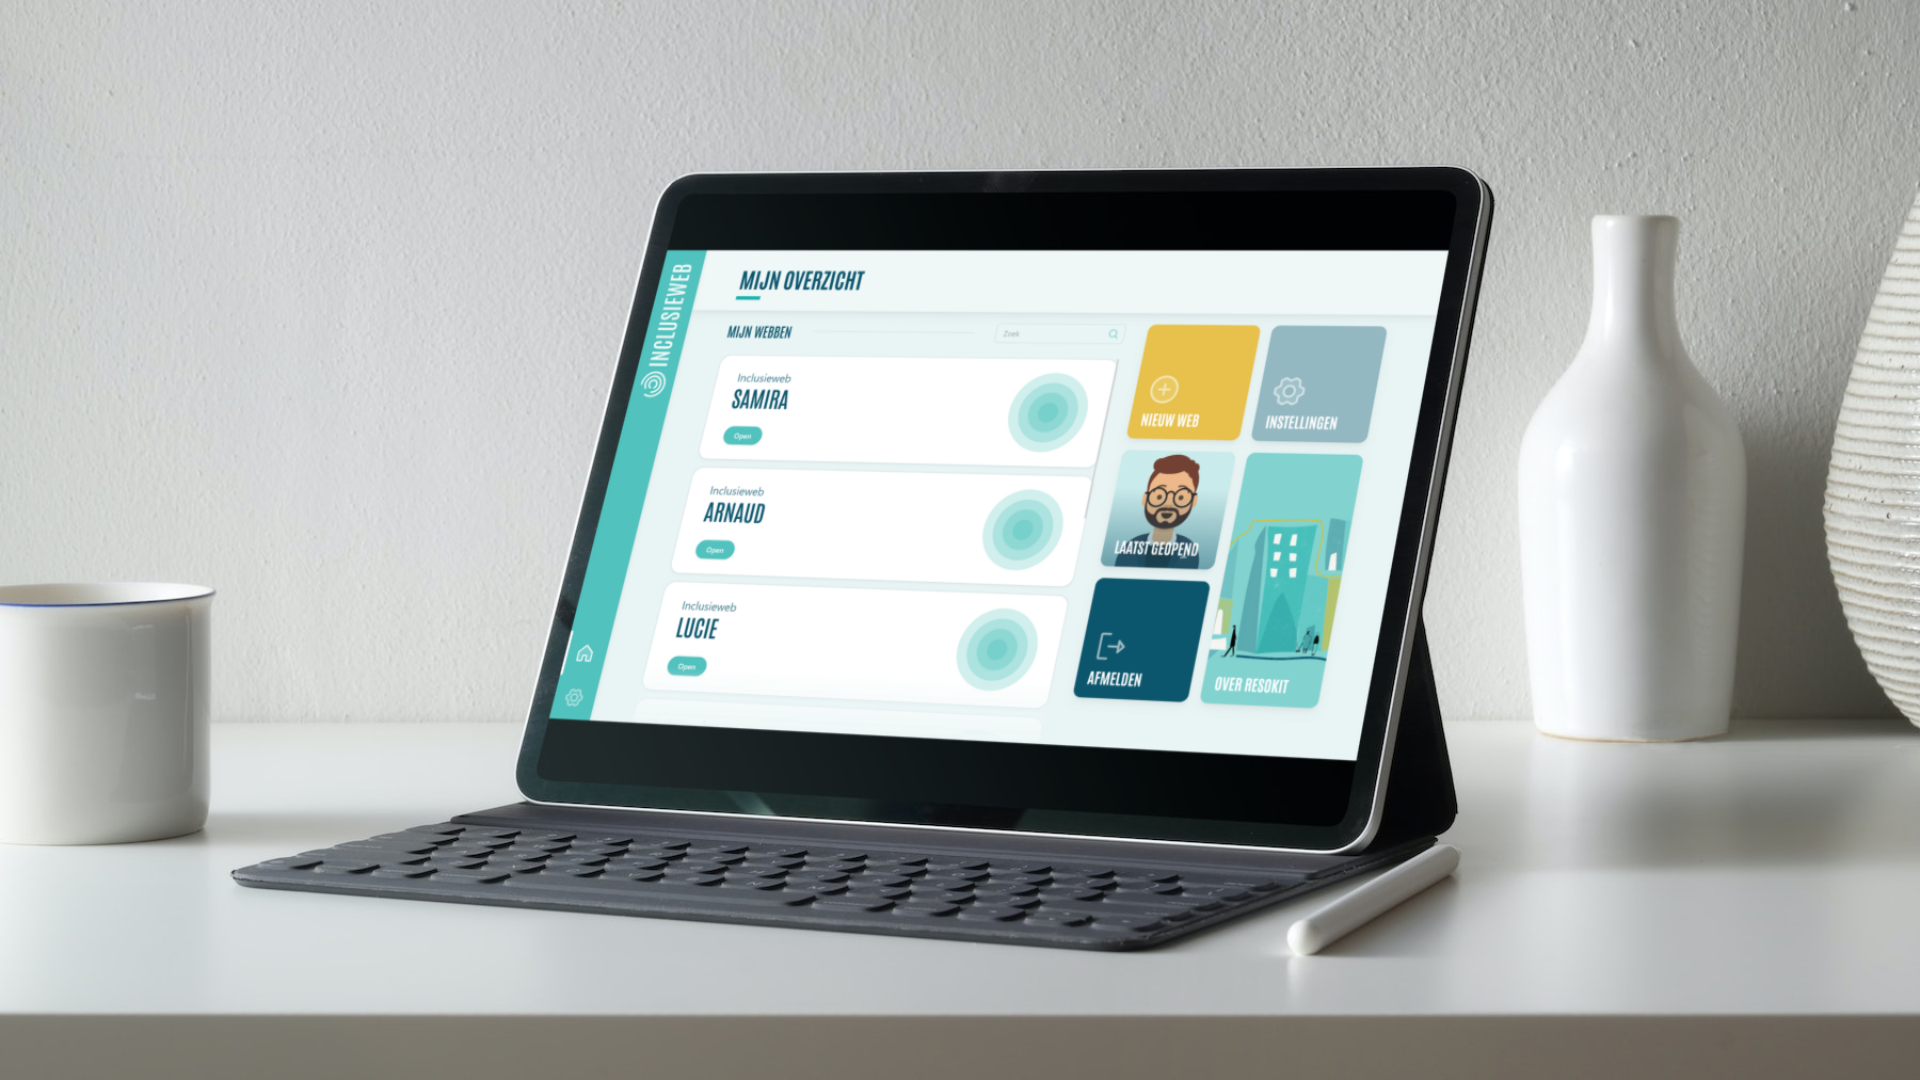 INCLUSIEWEB
MIJN OVERZICHT
MIJN WEBBEN
Zoek
Inclusieweb
SAMIRA
Open
Inclusieweb
ARNAUD
Open
Inclusieweb
LUCIE
Open
NIEUW WEB
INSTELLINGEN
LAATST GEOPEND
AFMELDEN
OVER RESOKIT